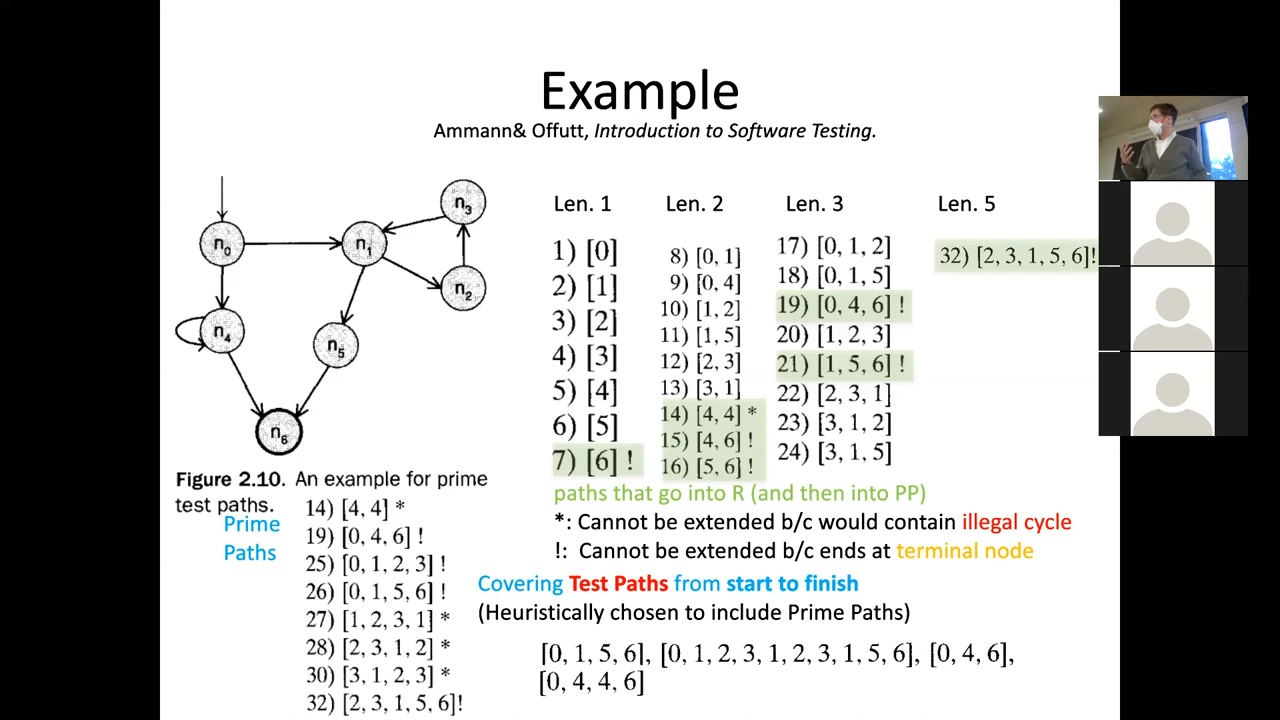 Example
Ammann& Offutt, Introduction to Software Testing.
n0
n1
n3
n2
n4
n5
n6
Figure 2.10. An example for prime
test paths.
Prime
Paths
14) [4, 4] *
19) [0, 4, 6] !
25) [0, 1, 2, 3] !
26) [0, 1, 5, 6] !
27) [1, 2, 3, 1] *
28) [2, 3, 1, 2] *
30) [3, 1, 2, 3] *
32) [2, 3, 1, 5, 6]!
Len. 1
1) [0]
2) [1]
3) [2]
4) [3]
5) [4]
6) [5]
7) [6] !
Len. 2
8) [0, 1]
9) [0, 4]
10) [1, 2]
11) [1, 5]
12) [2, 3]
13) [3, 1]
14) [4, 4] *
15) [4, 6] !
16) [5, 6] !
Len. 3
17) [0, 1, 2]
18) [0, 1, 5]
19) [0, 4, 6] !
20) [1, 2, 3]
21) [1, 5, 6] !
22) [2, 3, 1]
23) [3, 1, 2]
24) [3, 1, 5]
Len. 5
32) [2, 3, 1, 5, 6]!
paths that go into R (and then into PP)
*: Cannot be extended b/c would contain illegal cycle
!: Cannot be extended b/c ends at terminal node
Covering Test Paths from start to finish
(Heuristically chosen to include Prime Paths)
[0, 1, 5, 6], [0, 1, 2, 3, 1, 2, 3, 1, 5, 6], [0, 4, 6],
[0, 4, 4, 6]